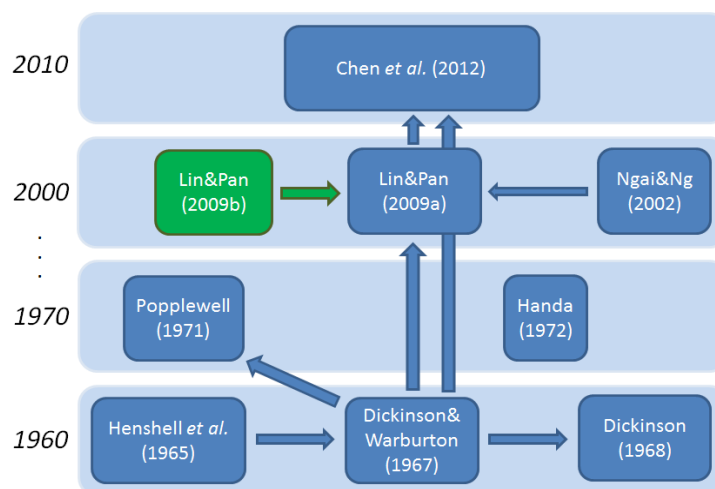 2010
Chen et al. (2012)
2000
Lin&Pan
(2009b)
Lin&Pan
(2009a)
Ngai&Ng
(2002)
.
.
.
1970
Popplewell
(1971)
Handa
(1972)
1960
Henshell et al.
(1965)
Dickinson&
Warburton
(1967)
Dickinson
(1968)